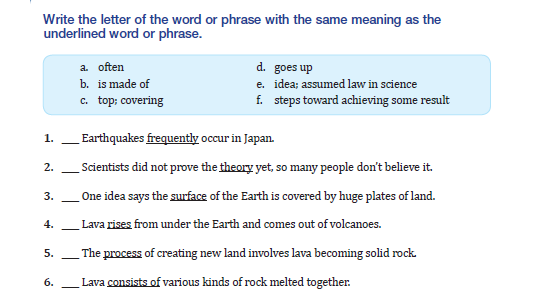 Write the letter of the word or phrase with the same meaning as the
underlined word or phrase.
a. often
b. is made of
c. top; covering
d. goes up
e. idea; assumed law in science
f. steps toward achieving some result
1. ___ Earthquakes frequently occur in Japan.
2. ___ Scientists did not prove the theory yet, so many people don't believe it.
3. ___ One idea says the surface of the Earth is covered by huge plates of land.
4. ___ Lava rises from under the Earth and comes out of volcanoes.
5. ___ The process of creating new land involves lava becoming solid rock.
6. ___ Lava consists of various kinds of rock melted together.